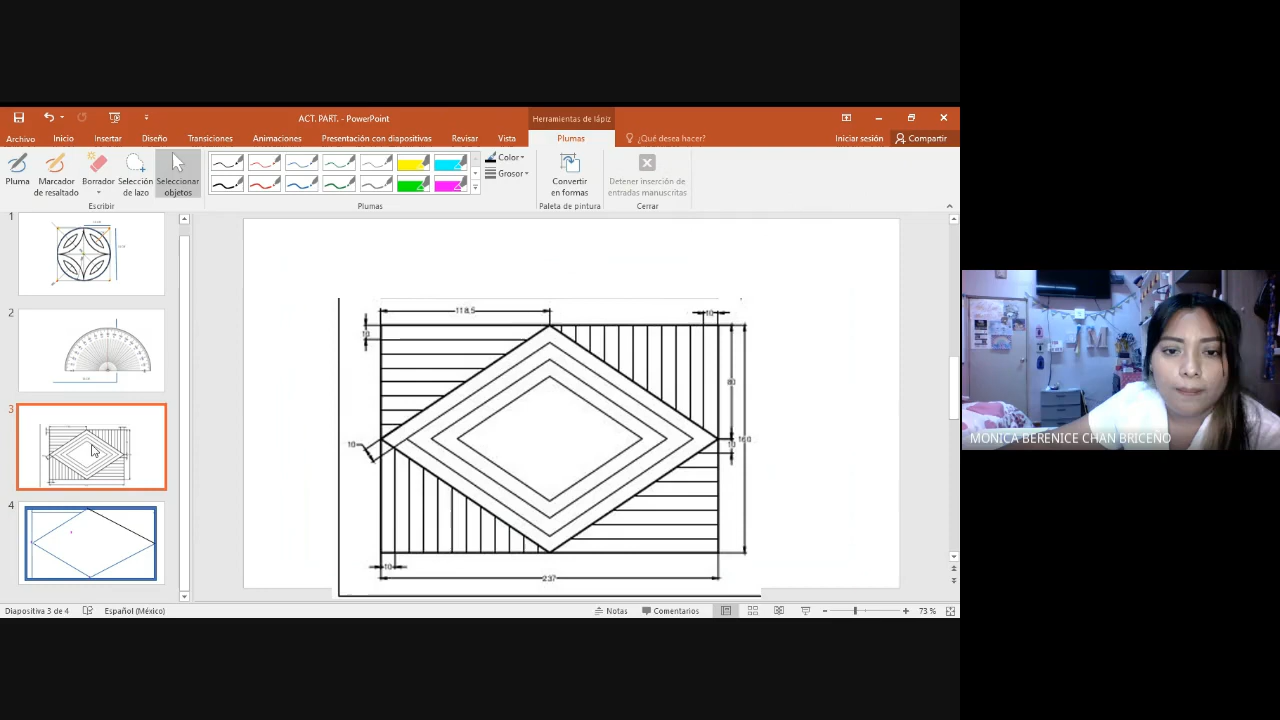 ACT. PART. - PowerPoint
Herramientas de lápiz
Archivo Inicio Insertar Diseño Transiciones Animaciones Presentación con diapositivas Revisar Vista Plumas ¿Qué desea hacer? Iniciar sesión Compartir
Pluma
Marcador de resaltado
Borrador
Selección de lazo
Seleccionar objetos
Color
Grosor
Convertir en formas
Detener inserción de entradas manuscritas
Escribir Plumas Paleta de pintura Cerrar
1
2
3
4
118,5
10
10
80
10
160
10
10
237
MONICA BERENICE CHAN BRICEÑO
Diapositiva 3 de 4 Español (México) Notas Comentarios 73 %